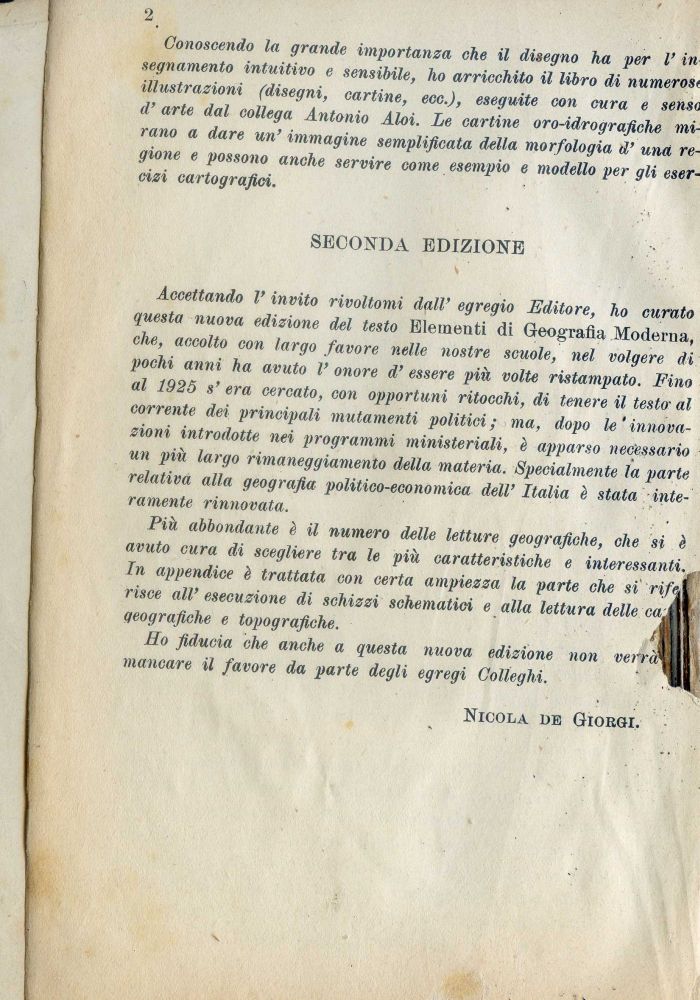 2
Conoscendo la grande importanza che il disegno ha per l' in-
segnamento intuitivo e sensibile, ho arricchito il libro di numerose
illustrazioni (disegni, cartine, ecc.), eseguite con cura e senso
d' arte dal collega Antonio Aloi. Le cartine oro-idrografiche mi-
rano a dare un' immagine semplificata della morfologia d' una re-
gione e possono anche servire come esempio e modello per gli eser-
cizi cartografici.
SECONDA EDIZIONE
Accettando l' invito rivoltomi dall' egregio Editore, ho curato
questa nuova edizione del testo Elementi di Geografia Moderna,
che, accolto con largo favore nelle nostre scuole, nel volgere di
pochi anni ha avuto l' onore d' essere più volte ristampato. Fino
al 1925 s' era cercato, con opportuni ritocchi, di tenere il testo al
corrente dei principali mutamenti politici; ma, dopo le innova-
zioni introdotte nei programmi ministeriali, è apparso necessario
un più largo rimaneggiamento della materia. Specialmente la parte
relativa alla geografia politico-economica dell' Italia è stata inte-
ramente rinnovata.
Più abbondante è il numero delle letture geografiche, che si è
avuto cura di scegliere tra le più caratteristiche e interessanti.
In appendice è trattata con certa ampiezza la parte che si rife
risce all' esecuzione di schizzi schematici e alla lettura delle ca
geografiche e topografiche.
Ho fiducia che anche a questa nuova edizione non verrà
mancare il favore da parte degli egregi Colleghi.
NICOLA DE GIORGI.